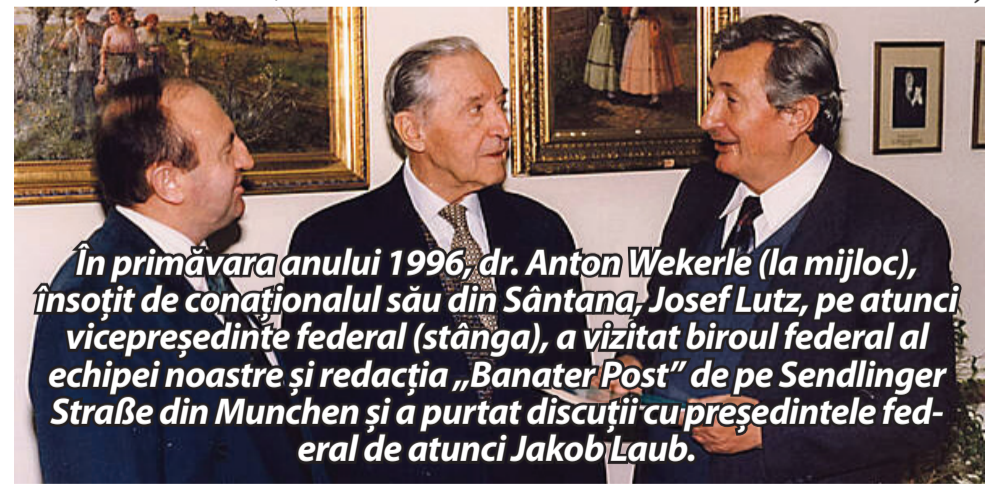 În primăvara anului 1996, dr. Anton Wekerle (la mijloc),
însoțit de conaționalul său din Sântana, Josef Lutz, pe atunci
vicepreședinte federal (stânga), a vizitat biroul federal al
echipei noastre și redacția „Banater Post” de pe Sendlinger
Straße din Munchen și a purtat discuții cu președintele fed-
eral de atunci Jakob Laub.